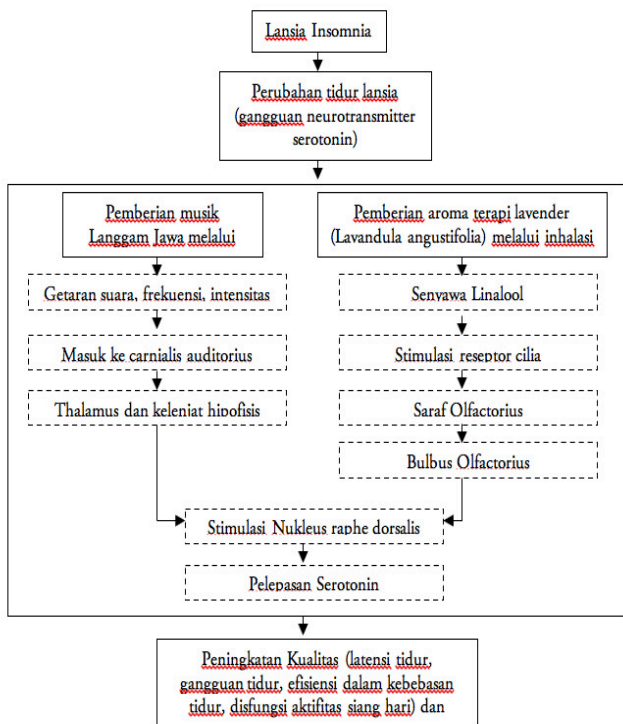 Lansia Insomnia
Perubahan tidur lansia
(gangguan neurotransmitter
serotonin)
Pemberian musik
Langgam Jawa melalui
Pemberian aroma terapi lavender
(Lavandula angustifolia) melalui inhalasi
Getaran suara, frekuensi, intensitas
Senyawa Linalool
Masuk ke carnialis auditorius
Stimulasi reseptor cilia
Thalamus dan keleniat hipofisis
Saraf Olfactorius
Bulbus Olfactorius
Stimulasi Nukleus raphe dorsalis
Pelepasan Serotonin
Peningkatan Kualitas (latensi tidur,
gangguan tidur, efisiensi dalam kebebasan
tidur, disfungsi aktifitas siang hari) dan